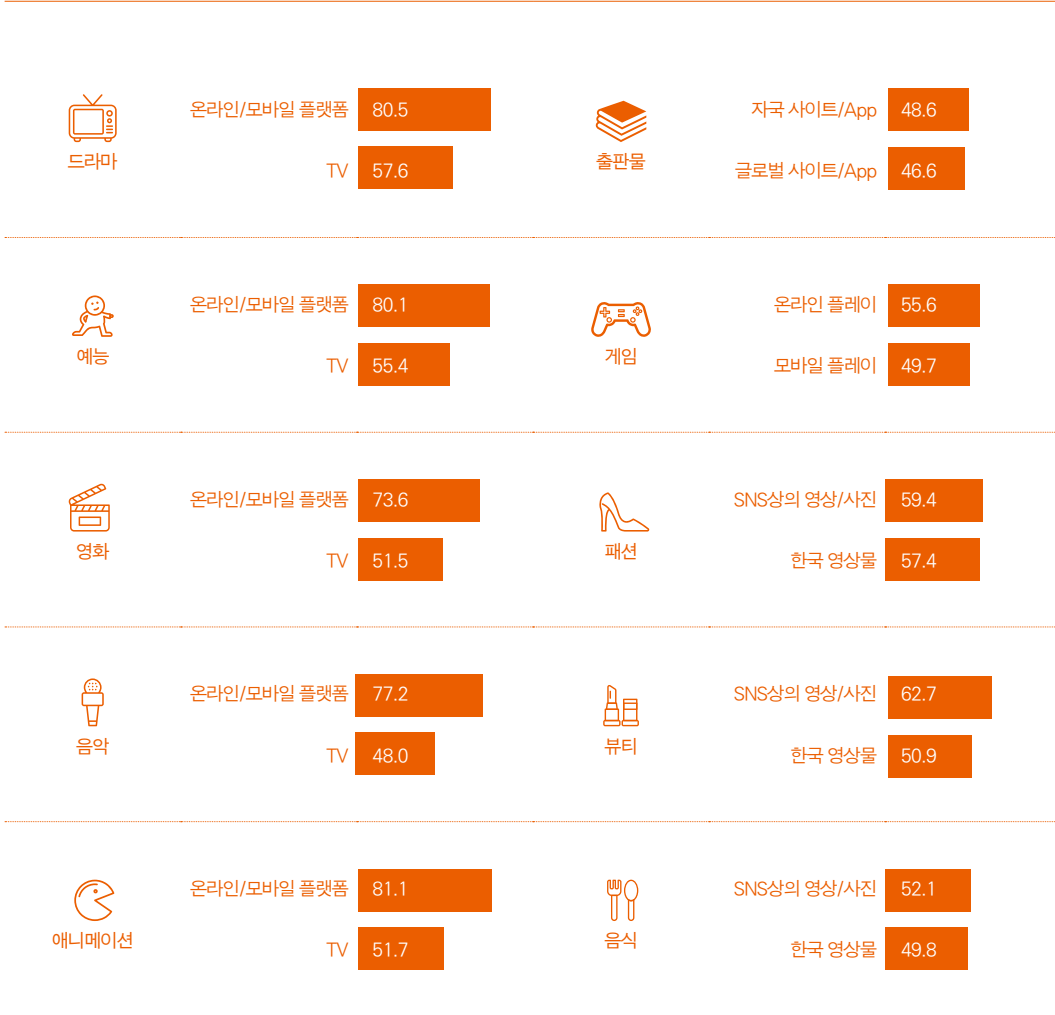 온라인/모바일 플랫폼 80.5
드라마
TV 57.6
자국 사이트/App 48.6
출판물
글로벌 사이트/App 46.6
온라인/모바일 플랫폼 80.1
예능
TV 55.4
온라인 플레이 55.6
게임
모바일 플레이 49.7
온라인/모바일 플랫폼 73.6
영화
TV 51.5
SNS상의 영상/사진 59.4
패션
한국 영상물 57.4
온라인/모바일 플랫폼 77.2
음악
TV 48.0
SNS상의 영상/사진 62.7
뷰티
한국 영상물 50.9
온라인/모바일 플랫폼 81.1
애니메이션
TV 51.7
SNS상의 영상/사진 52.1
음식
한국 영상물 49.8